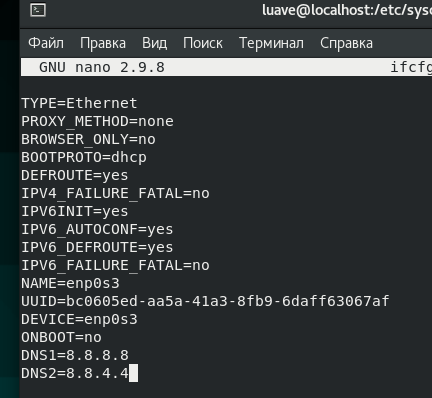 luave@localhost:/etc/sysc
Файл Правка Вид Поиск Терминал Справка
GNU nano 2.9.8 ifcfg
TYPE=Ethernet
PROXY_METHOD=none
BROWSER_ONLY=no
BOOTPROTO=dhcp
DEFROUTE=yes
IPV4_FAILURE_FATAL=no
IPV6INIT=yes
IPV6_AUTOCONF=yes
IPV6_DEFROUTE=yes
IPV6_FAILURE_FATAL=no
NAME=enp0s3
UUID=bc0605ed-aa5a-41a3-8fb9-6daff63067af
DEVICE=enp0s3
ONBOOT=no
DNS1=8.8.8.8
DNS2=8.8.4.4